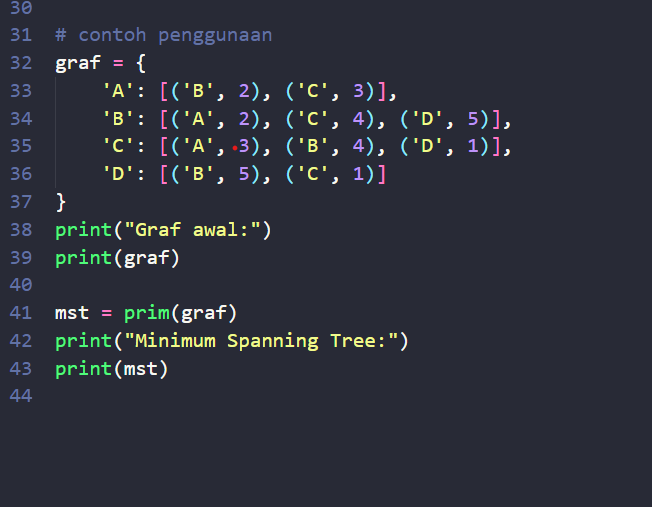 30
31 # contoh penggunaan
32 graf = {
33     'A': [('B', 2), ('C', 3)],
34     'B': [('A', 2), ('C', 4), ('D', 5)],
35     'C': [('A', 3), ('B', 4), ('D', 1)],
36     'D': [('B', 5), ('C', 1)]
37 }
38 print("Graf awal:")
39 print(graf)
40
41 mst = prim(graf)
42 print("Minimum Spanning Tree:")
43 print(mst)
44